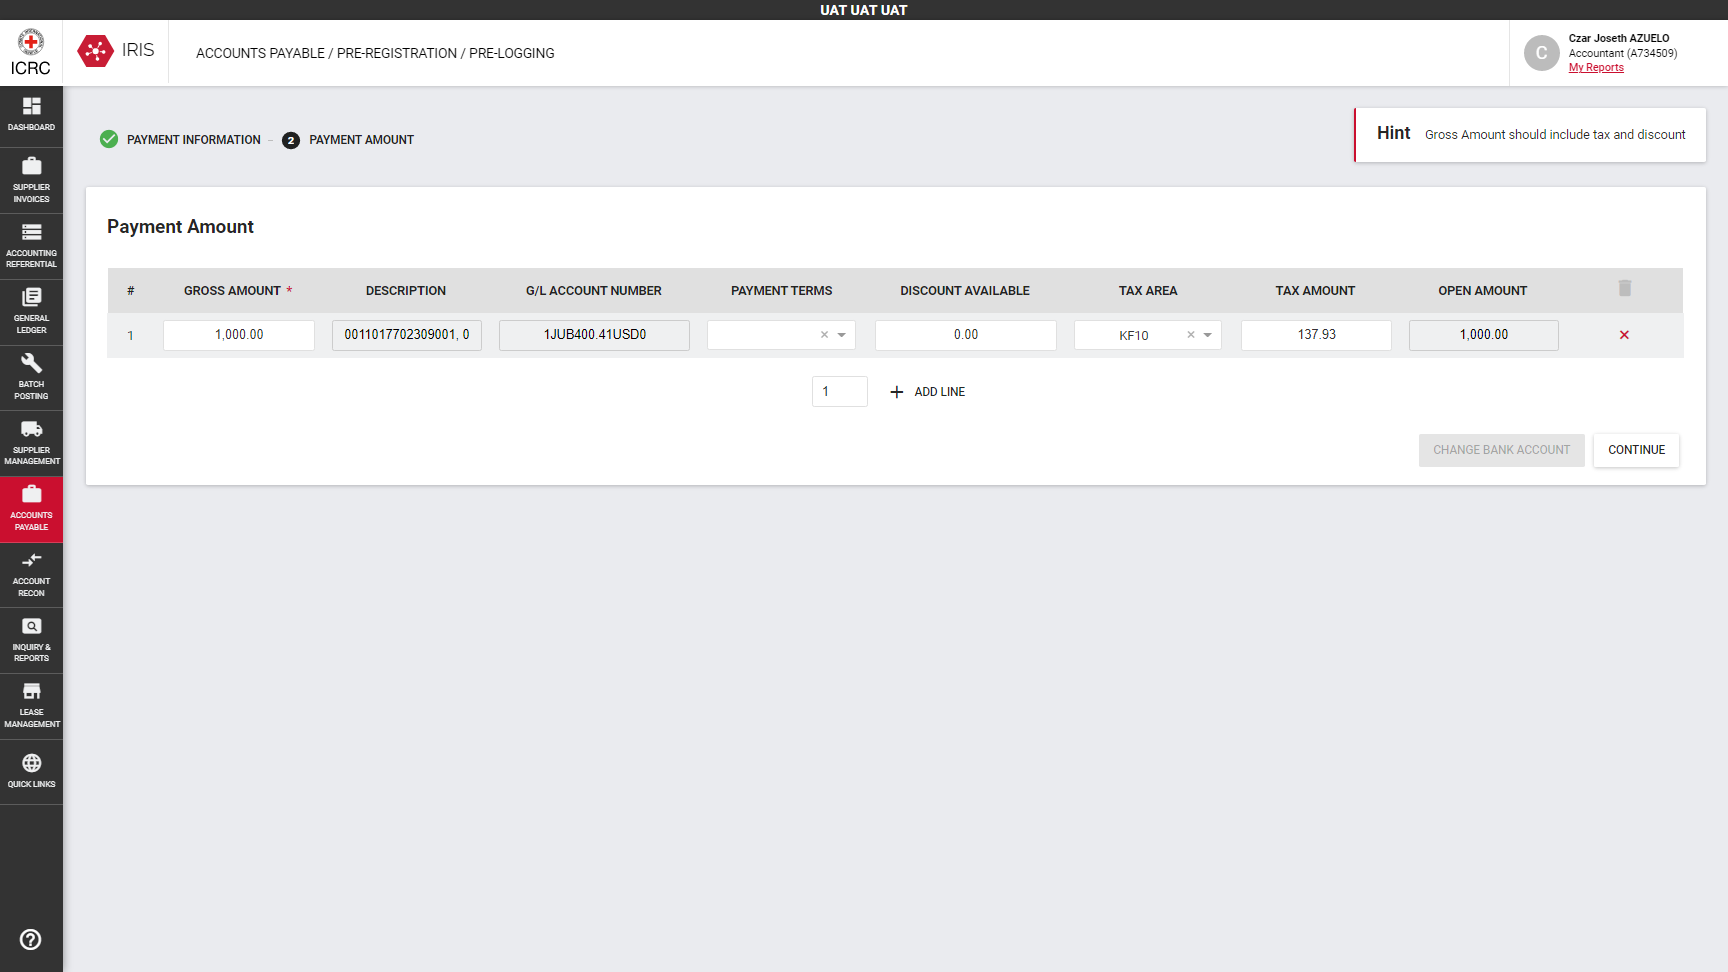 UAT UAT UAT
ICRC
IRIS
ACCOUNTS PAYABLE / PRE-REGISTRATION / PRE-LOGGING
C
Czar Joseth AZUELO
Accountant (A734509)
My Reports
DASHBOARD
SUPPLIER
INVOICES
ACCOUNTING
REFERENTIAL
GENERAL
LEDGER
BATCH
POSTING
SUPPLIER
MANAGEMENT
ACCOUNTS
PAYABLE
ACCOUNT
RECON
INQUIRY &
REPORTS
LEASE
MANAGEMENT
QUICK LINKS
PAYMENT INFORMATION – 2 PAYMENT AMOUNT
Hint Gross Amount should include tax and discount
Payment Amount
# GROSS AMOUNT * DESCRIPTION G/L ACCOUNT NUMBER PAYMENT TERMS DISCOUNT AVAILABLE TAX AREA TAX AMOUNT OPEN AMOUNT
1 1,000.00 0011017702309001, 0 1JUB400.41USD0 × 0.00 KF10 × 137.93 1,000.00 ×
1 + ADD LINE
CHANGE BANK ACCOUNT CONTINUE